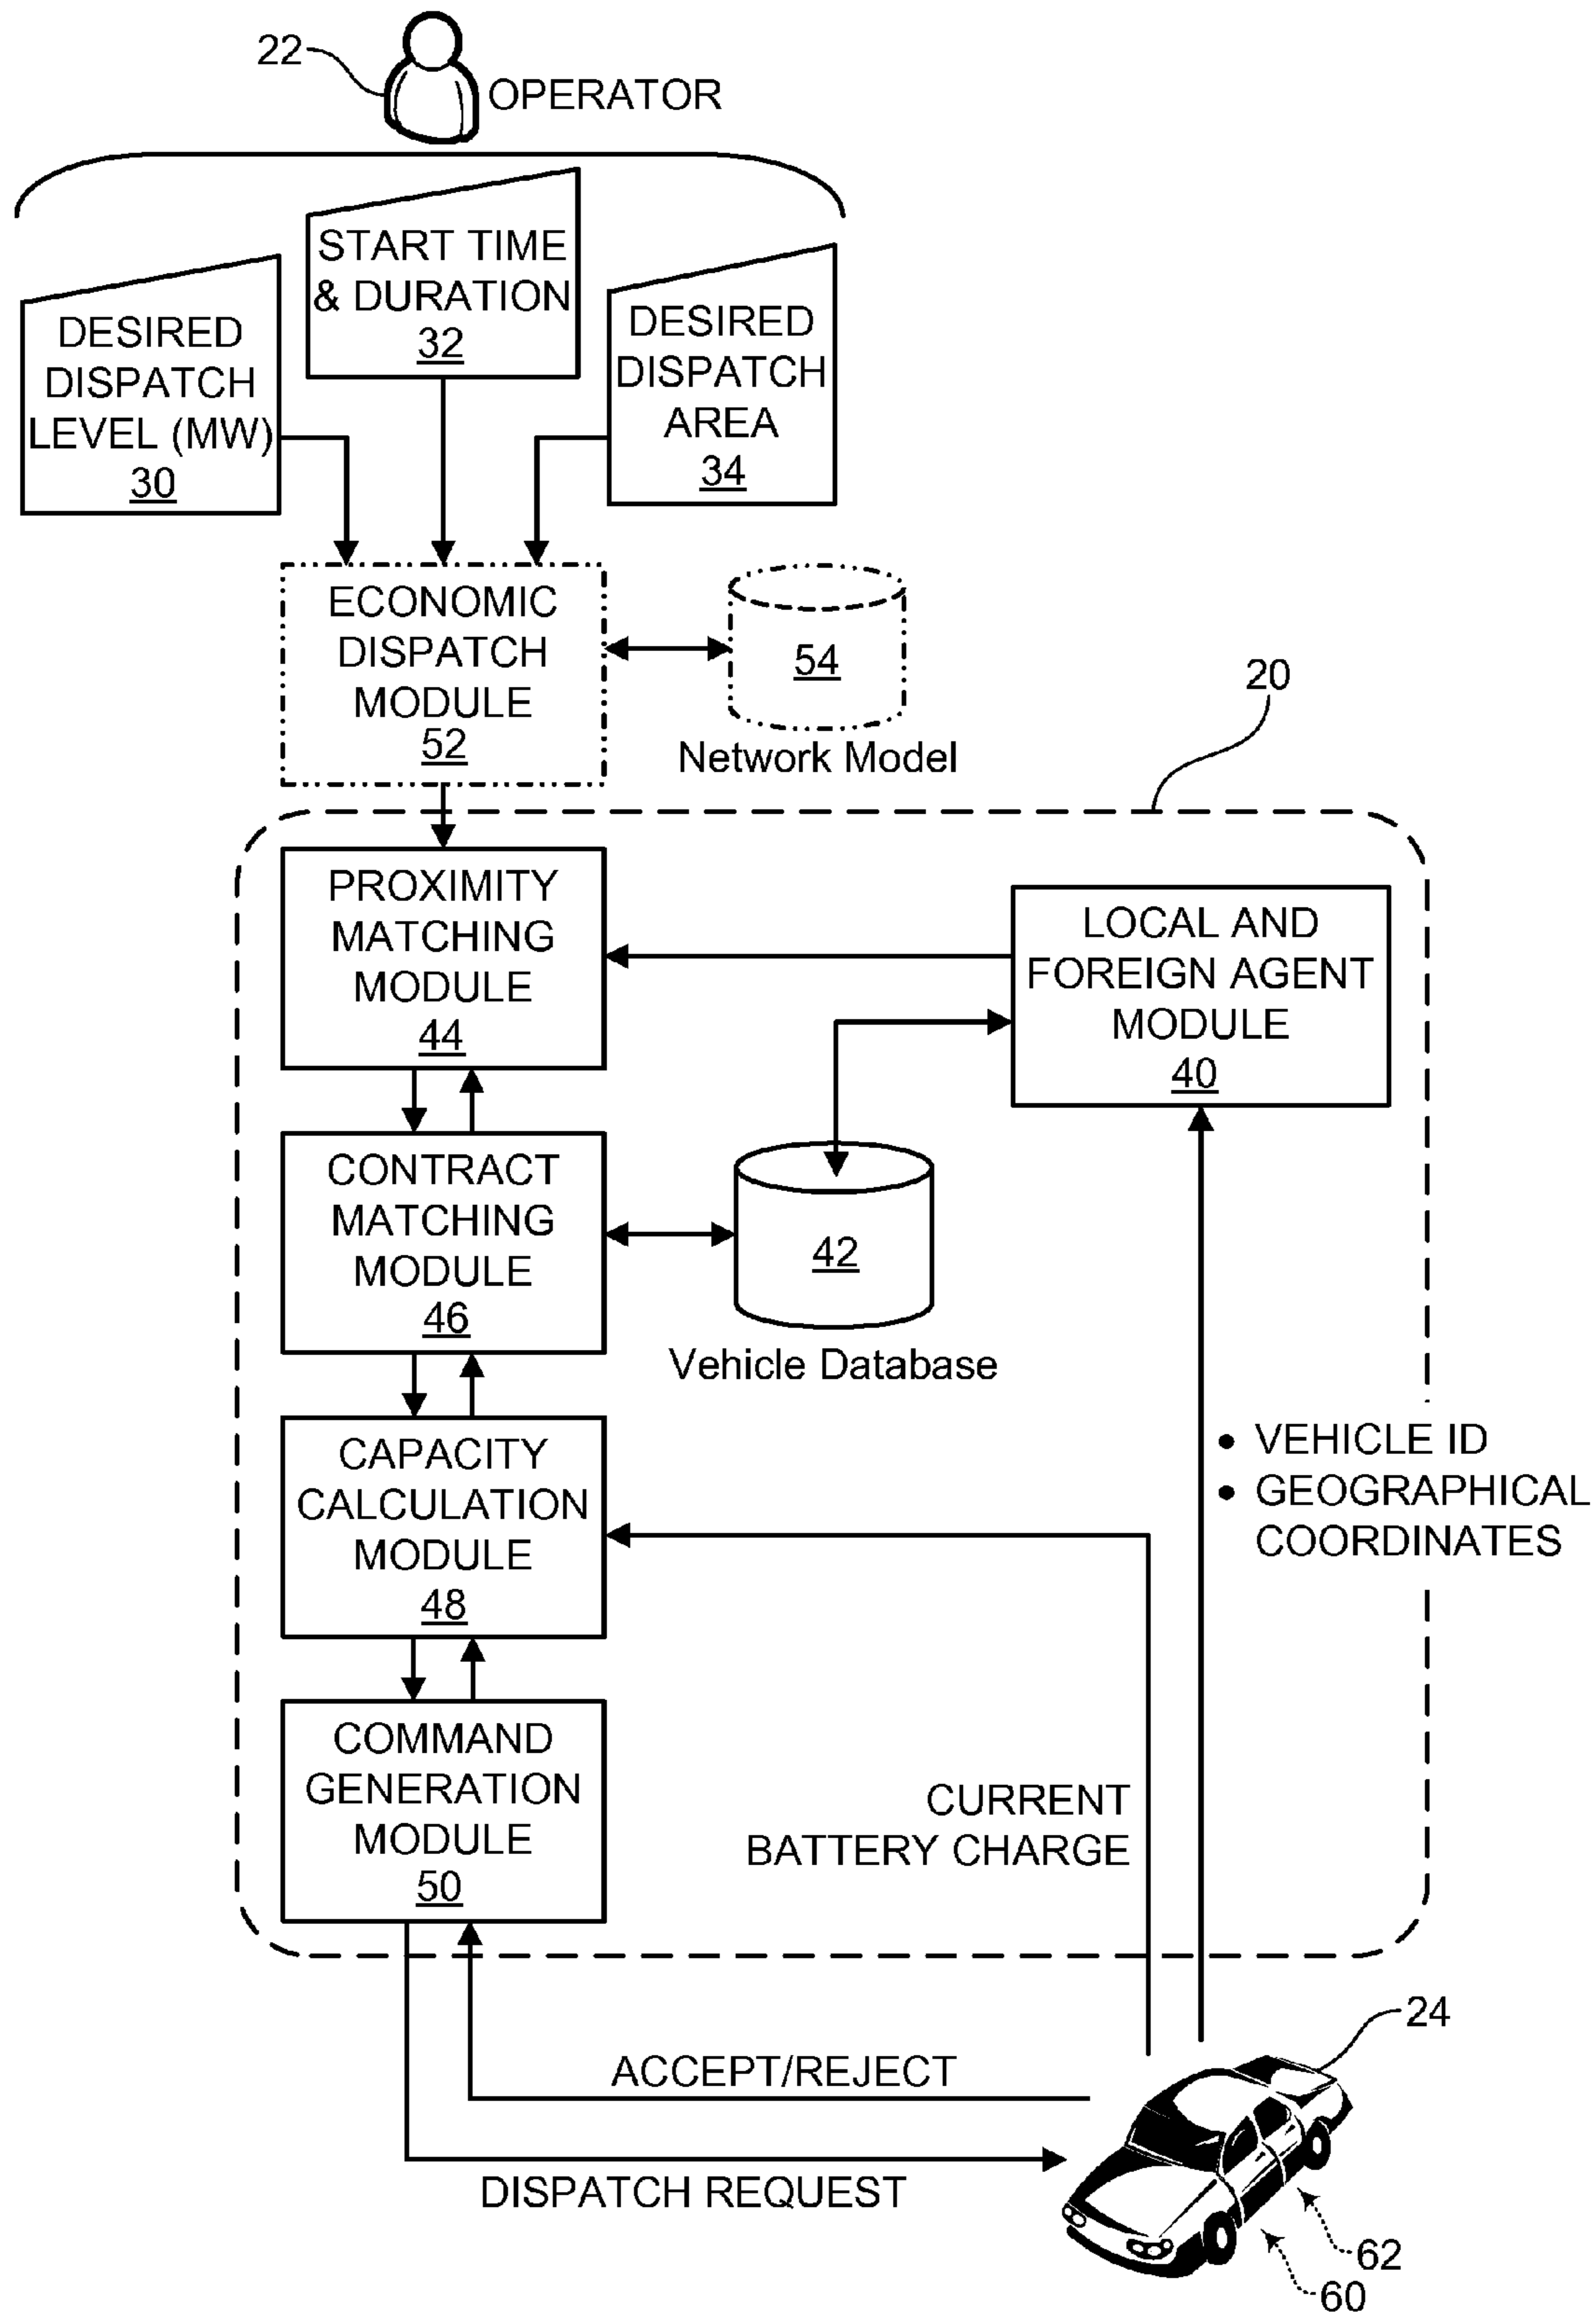 22
OPERATOR
START TIME
& DURATION
32
DESIRED
DISPATCH
LEVEL (MW)
30
DESIRED
DISPATCH
AREA
34
ECONOMIC
DISPATCH
MODULE
52
54
Network Model
20
PROXIMITY
MATCHING
MODULE
44
LOCAL AND
FOREIGN AGENT
MODULE
40
CONTRACT
MATCHING
MODULE
46
42
Vehicle Database
CAPACITY
CALCULATION
MODULE
48
• VEHICLE ID
• GEOGRAPHICAL
COORDINATES
COMMAND
GENERATION
MODULE
50
CURRENT
BATTERY CHARGE
24
ACCEPT/REJECT
DISPATCH REQUEST
62
60